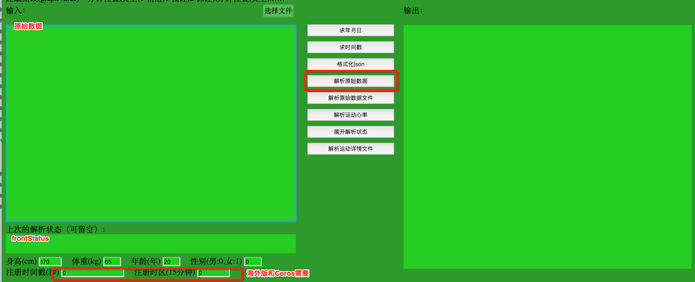 输入：
选择文件
输出：
原始数据
求年月日
求时间戳
格式化json
解析原始数据
解析原始数据文件
解析运动心率
展开解析状态
解析运动详情文件
上次的解析状态（可留空）：
frontStatus
身高(cm) 170 体重(kg) 65 年龄(年) 20 性别(男:0,女:1) 0
注册时间戳(秒) 0 注册时区(15分钟) 0 海外版和Coros需要